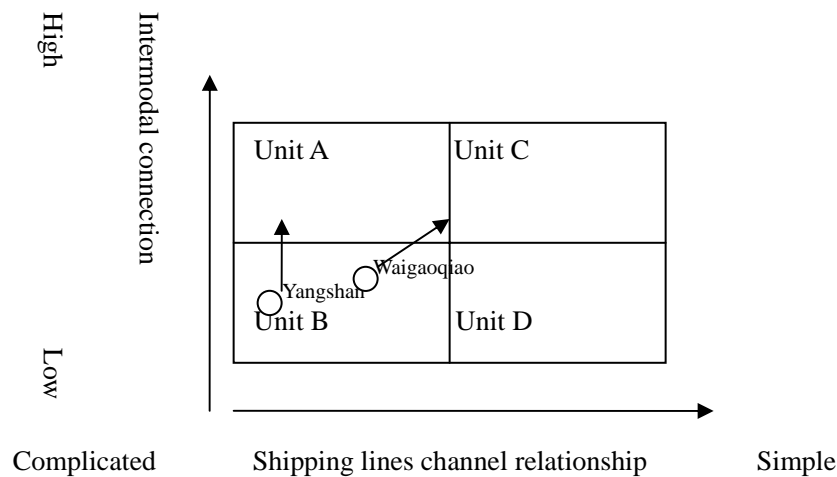 High
Intermodal connection
Low
Unit A
Unit C
Waigaoqiao
Yangshan
Unit B
Unit D
Complicated
Shipping lines channel relationship
Simple